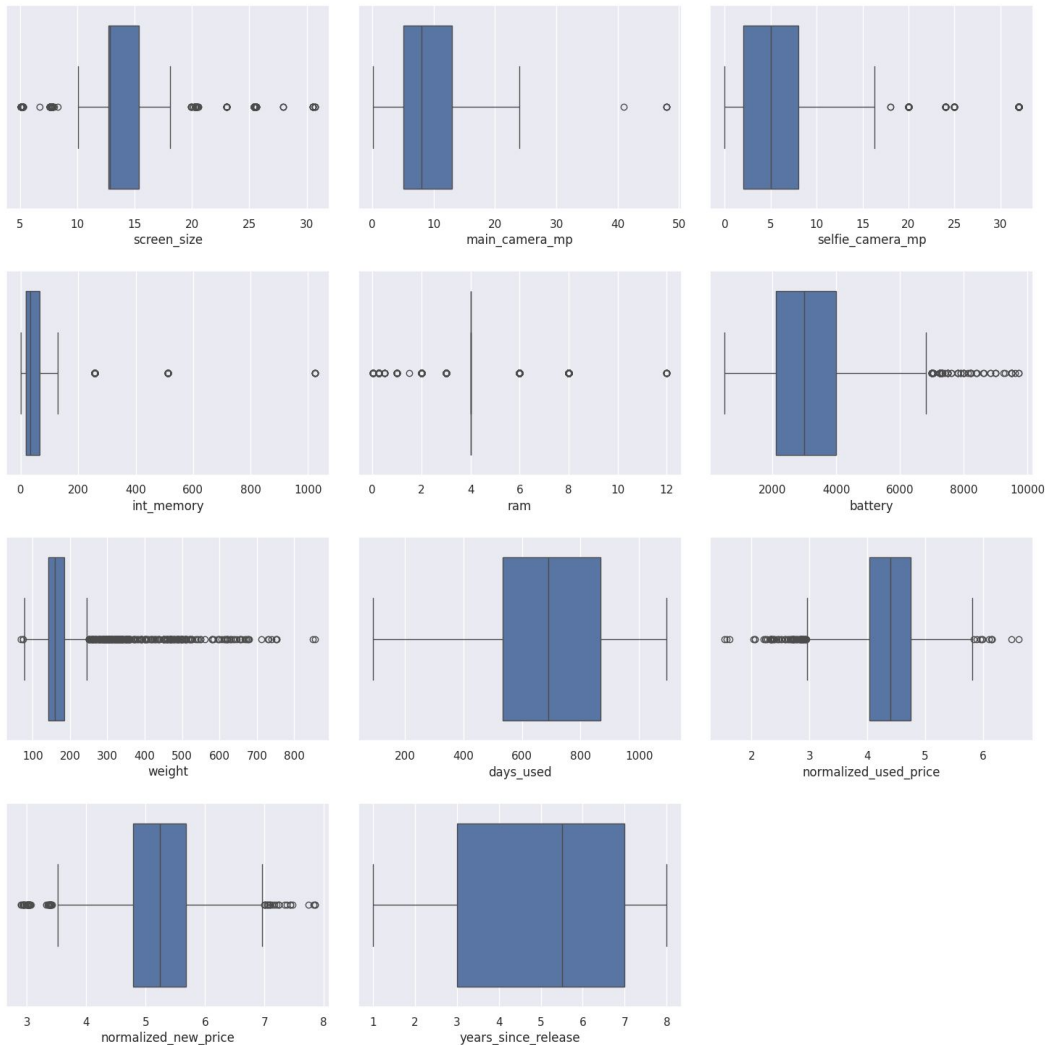 5 10 15 20 25 30
screen_size
0 10 20 30 40 50
main_camera_mp
0 5 10 15 20 25 30
selfie_camera_mp
0 200 400 600 800 1000
int_memory
0 2 4 6 8 10 12
ram
2000 4000 6000 8000 10000
battery
100 200 300 400 500 600 700 800
weight
200 400 600 800 1000
days_used
2 3 4 5 6
normalized_used_price
3 4 5 6 7 8
normalized_new_price
1 2 3 4 5 6 7 8
years_since_release